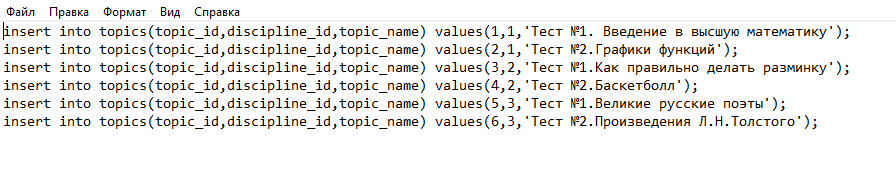 Файл Правка Формат Вид Справка
insert into topics(topic_id,discipline_id,topic_name) values(1,1,'Тест №1. Введение в высшую математику');
insert into topics(topic_id,discipline_id,topic_name) values(2,1,'Тест №2.Графики функций');
insert into topics(topic_id,discipline_id,topic_name) values(3,2,'Тест №1.Как правильно делать разминку');
insert into topics(topic_id,discipline_id,topic_name) values(4,2,'Тест №2.Баскетболл');
insert into topics(topic_id,discipline_id,topic_name) values(5,3,'Тест №1.Великие русские поэты');
insert into topics(topic_id,discipline_id,topic_name) values(6,3,'Тест №2.Произведения Л.Н.Толстого');